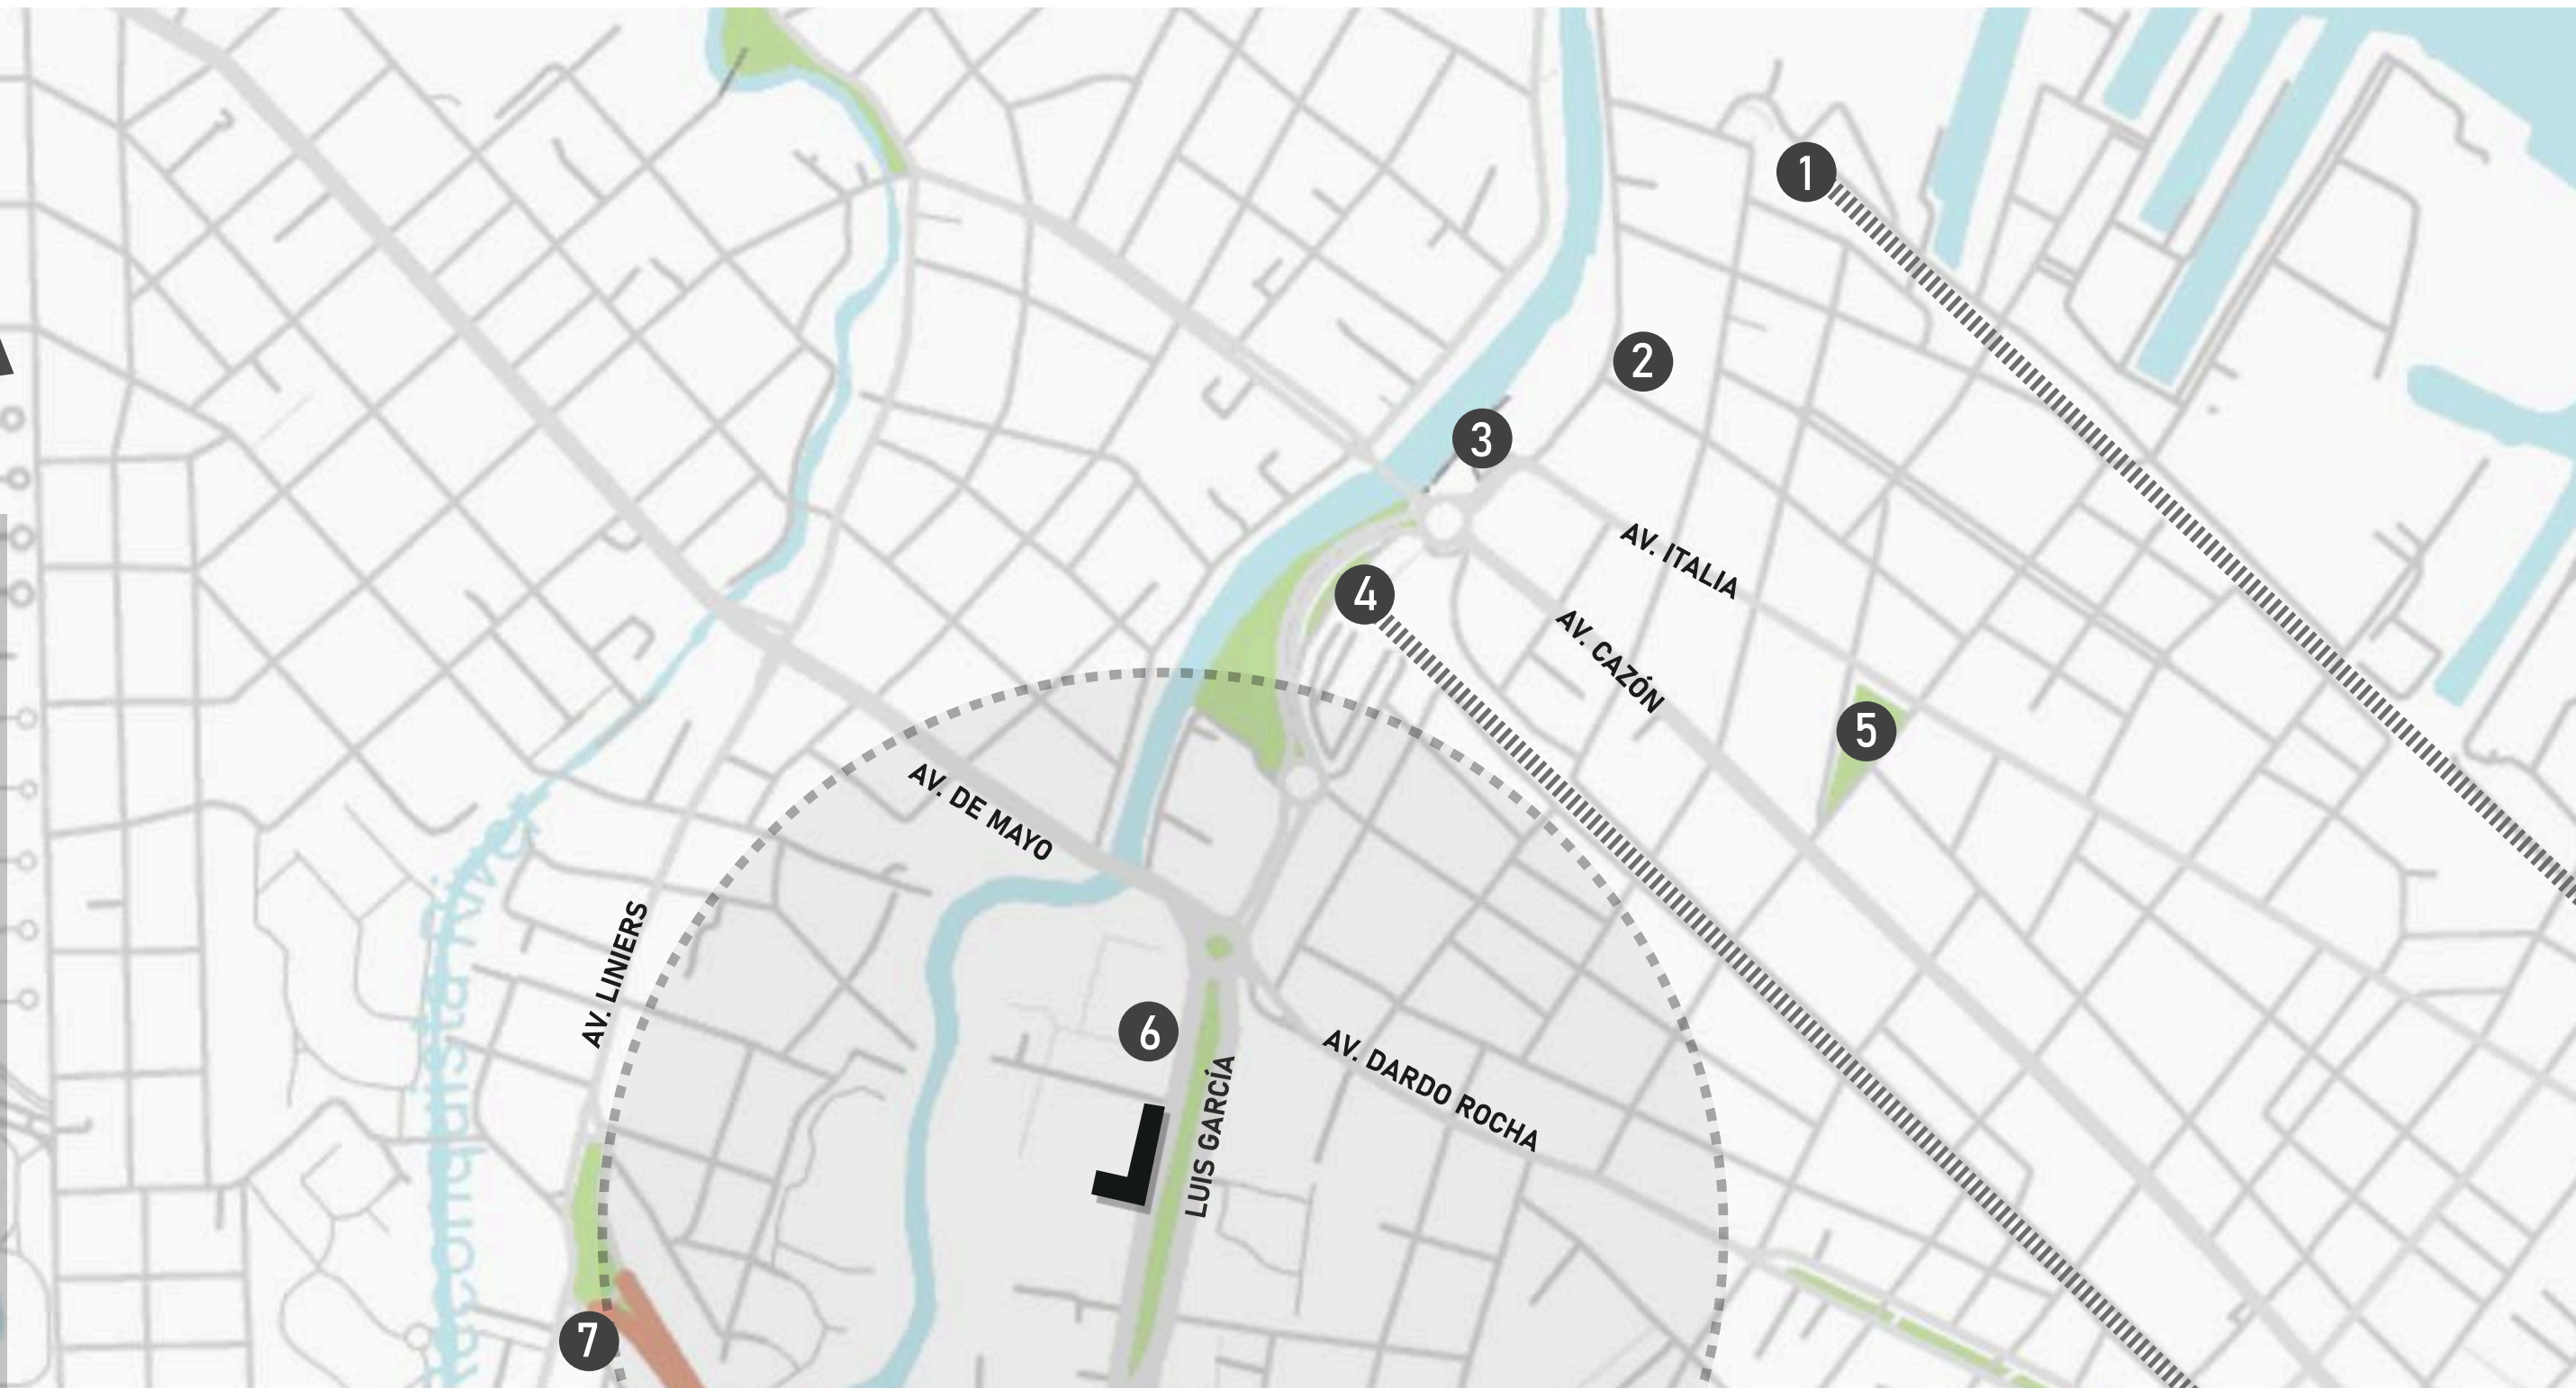 1
2
3
AV. ITALIA
4
AV. CAZÓN
5
AV. DE MAYO
AV. LINIERS
6
AV. DARDO ROCHA
LUIS GARCÍA
7